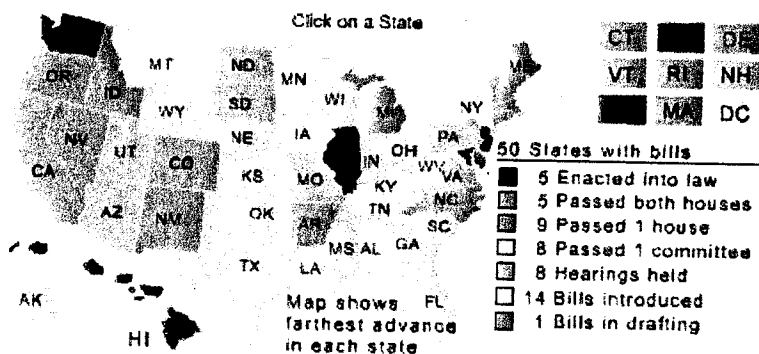 Click on a State
CT DE
VT RI NH
MA DC
OR ID MT ND MN WI MI NY ME
WY SD
NV UT NE IA PA
CA CO KS MO IN OH WV VA
KY
AZ NM OK AR TN NC
SC
TX LA MS AL GA
AK HI FL
Map shows
farthest advance
in each state
50 States with bills
5 Enacted into law
5 Passed both houses
9 Passed 1 house
8 Passed 1 committee
8 Hearings held
14 Bills introduced
1 Bills in drafting